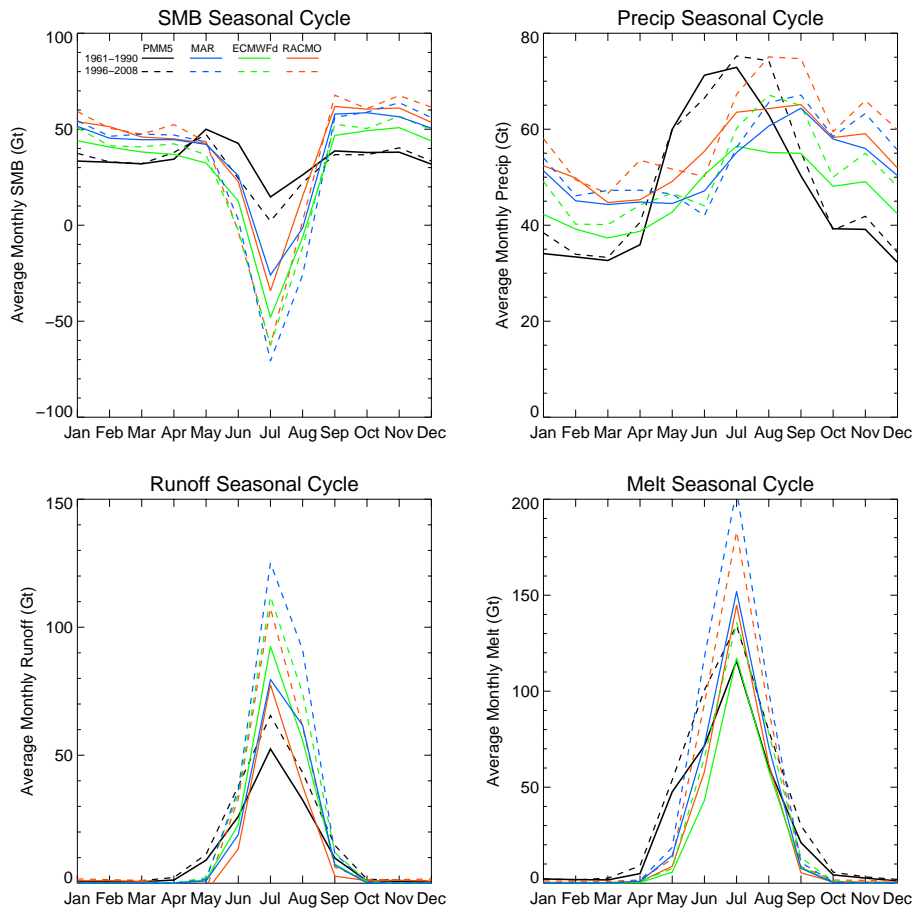 SMB Seasonal Cycle
100
50
0
−50
−100
Average Monthly SMB (Gt)
PMM5 MAR ECMWFd RACMO
1961−1990
1996−2008
Jan Feb Mar Apr May Jun Jul Aug Sep Oct Nov Dec
Precip Seasonal Cycle
80
60
40
20
0
Average Monthly Precip (Gt)
Jan Feb Mar Apr May Jun Jul Aug Sep Oct Nov Dec
Runoff Seasonal Cycle
150
100
50
0
Average Monthly Runoff (Gt)
Jan Feb Mar Apr May Jun Jul Aug Sep Oct Nov Dec
Melt Seasonal Cycle
200
150
100
50
0
Average Monthly Melt (Gt)
Jan Feb Mar Apr May Jun Jul Aug Sep Oct Nov Dec